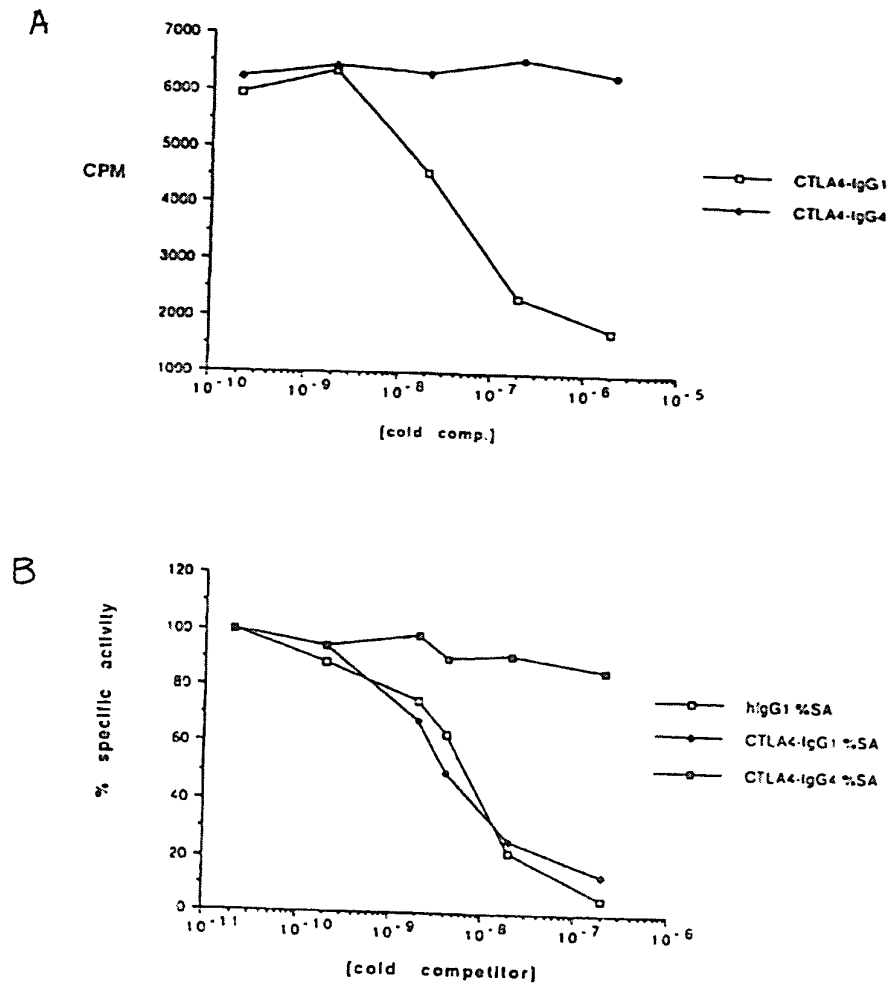 A
7000
6000
5000
4000
3000
2000
1000
CPM
10-10
10-9
10-8
10-7
10-6
10-5
[cold comp.]
CTLA4-IgG1
CTLA4-IgG4
B
120
100
80
60
40
20
0
% specific activity
10-11
10-10
10-9
10-8
10-7
10-6
[cold competitor]
hIgG1 %SA
CTLA4-IgG1 %SA
CTLA4-IgG4 %SA